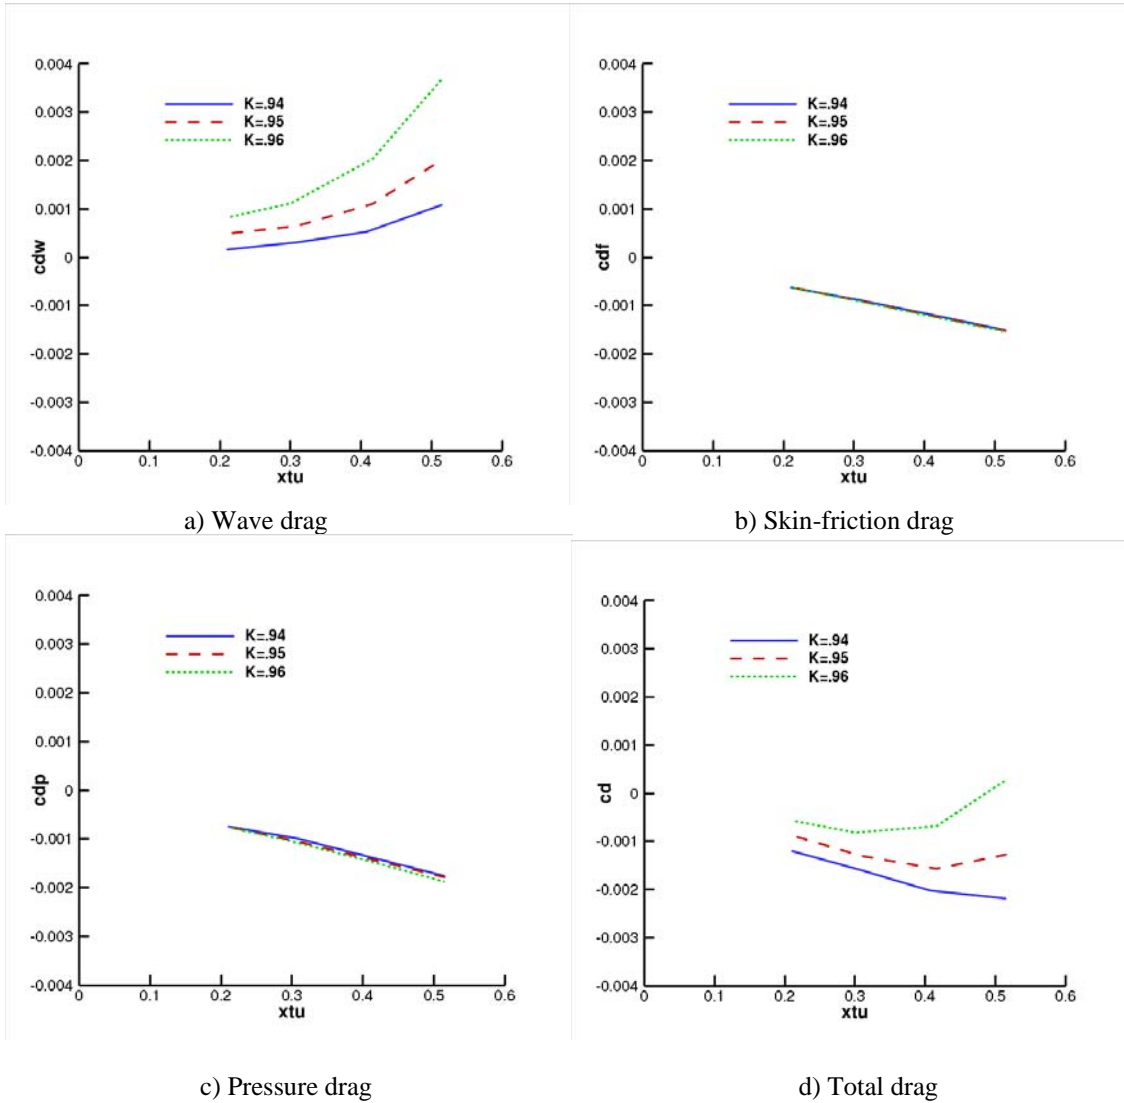 0.004
0.003
0.002
0.001
0
-0.001
-0.002
-0.003
-0.004
cdw
K=.94
K=.95
K=.96
0 0.1 0.2 0.3 0.4 0.5 0.6
xtu
a) Wave drag
0.004
0.003
0.002
0.001
0
-0.001
-0.002
-0.003
-0.004
cdf
K=.94
K=.95
K=.96
0 0.1 0.2 0.3 0.4 0.5 0.6
xtu
b) Skin-friction drag
0.004
0.003
0.002
0.001
0
-0.001
-0.002
-0.003
-0.004
cdp
K=.94
K=.95
K=.96
0 0.1 0.2 0.3 0.4 0.5 0.6
xtu
c) Pressure drag
0.004
0.003
0.002
0.001
0
-0.001
-0.002
-0.003
-0.004
cd
K=.94
K=.95
K=.96
0 0.1 0.2 0.3 0.4 0.5 0.6
xtu
d) Total drag